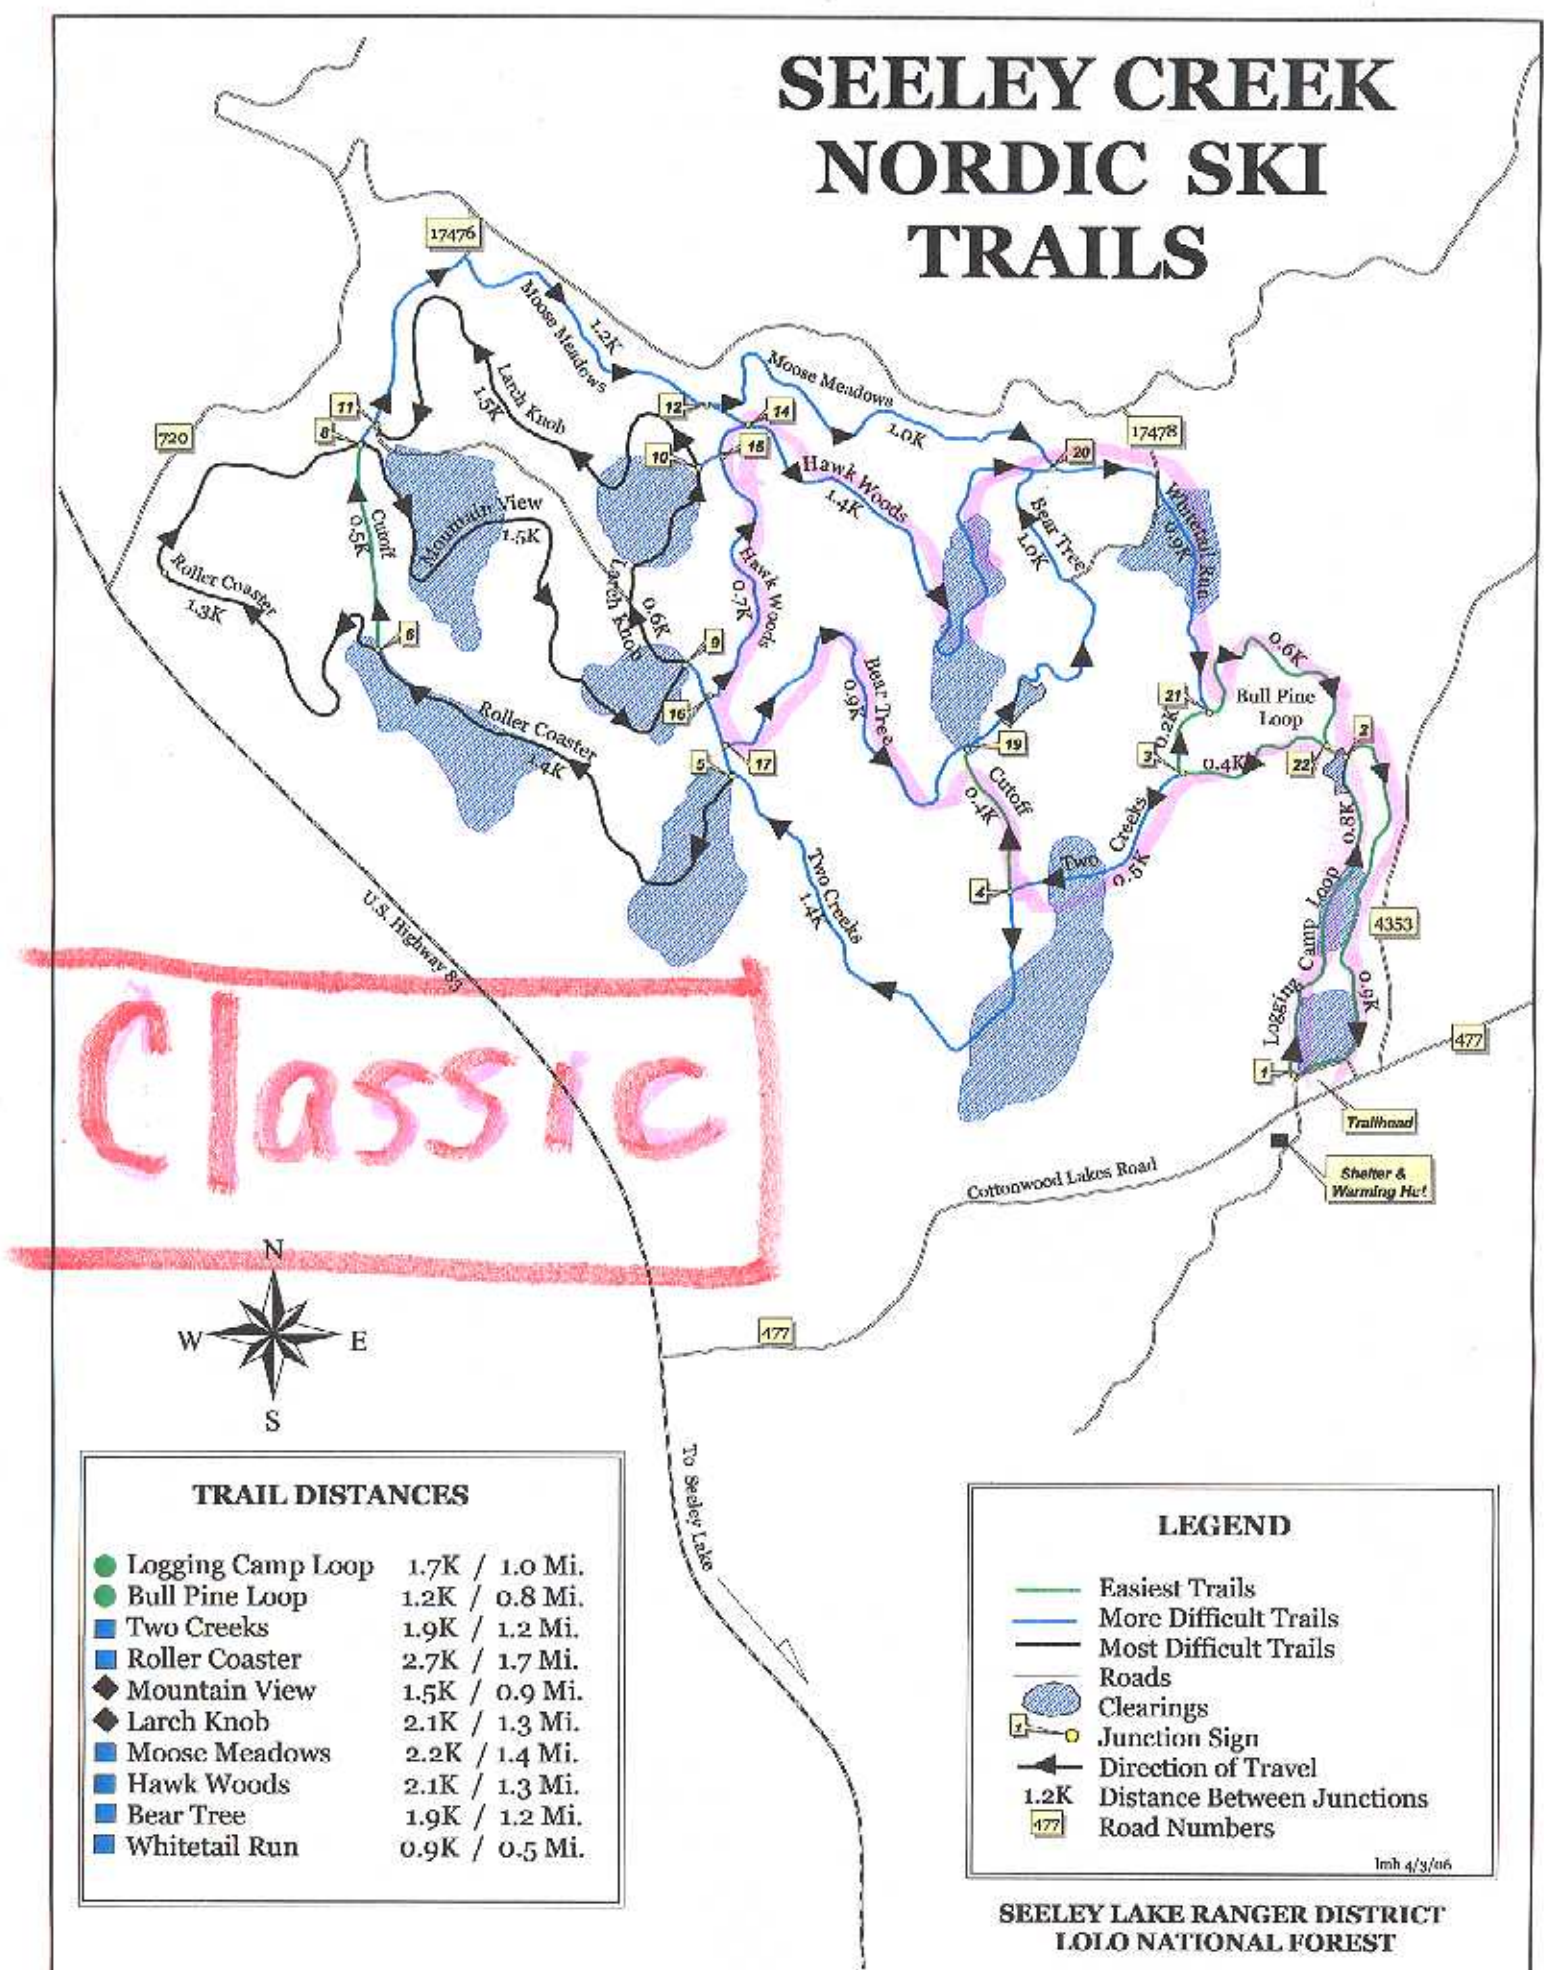 SEELEY CREEK
NORDIC SKI
TRAILS
17476
Moose Meadows
1.2K
Larch Knob
1.5K
Moose Meadows
1.0K
12
14
11
8
720
10
15
20
17478
Hawk Woods
1.4K
Whitetail Run
0.9K
Bear Tree
1.0K
Cutoff
0.5K
Mountain View
1.5K
Roller Coaster
1.3K
6
Larch Knob
0.6K
Hawk Woods
0.7K
9
16
0.6K
Bull Pine
Loop
21
0.2K
Bear Tree
0.9K
Roller Coaster
1.4K
5
17
19
3
0.4K
22
2
Cutoff
0.4K
Two Creeks
0.5K
4
Two Creeks
1.4K
0.8K
Logging Camp Loop
4353
0.9K
477
1
Trailhead
Shelter &
Warming Hut
U.S. Highway 83
Cottonwood Lakes Road
Classic
N
W
E
S
477
To Seeley Lake
TRAIL DISTANCES
Logging Camp Loop 1.7K / 1.0 Mi.
Bull Pine Loop 1.2K / 0.8 Mi.
Two Creeks 1.9K / 1.2 Mi.
Roller Coaster 2.7K / 1.7 Mi.
Mountain View 1.5K / 0.9 Mi.
Larch Knob 2.1K / 1.3 Mi.
Moose Meadows 2.2K / 1.4 Mi.
Hawk Woods 2.1K / 1.3 Mi.
Bear Tree 1.9K / 1.2 Mi.
Whitetail Run 0.9K / 0.5 Mi.
LEGEND
Easiest Trails
More Difficult Trails
Most Difficult Trails
Roads
Clearings
1 Junction Sign
Direction of Travel
1.2K Distance Between Junctions
477 Road Numbers
lmh 4/3/06
SEELEY LAKE RANGER DISTRICT
LOLO NATIONAL FOREST